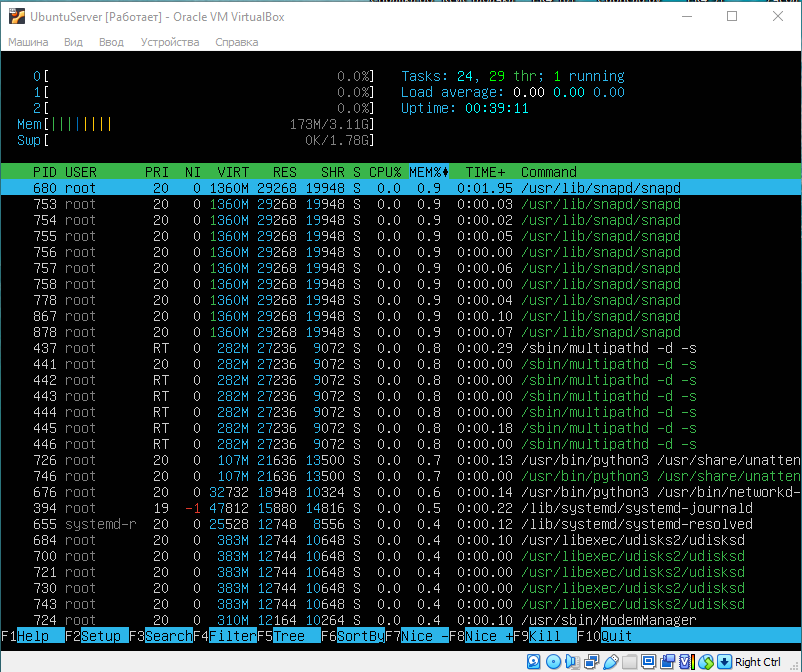 UbuntuServer [Работает] - Oracle VM VirtualBox
Машина Вид Ввод Устройства Справка
0[ 0.0%] Tasks: 24, 29 thr; 1 running
1[ 0.0%] Load average: 0.00 0.00 0.00
2[ 0.0%] Uptime: 00:39:11
Mem[|||||||| 173M/3.11G]
Swp[ 0K/1.78G]
PID USER PRI NI VIRT RES SHR S CPU% MEM% TIME+ Command
680 root 20 0 1360M 29268 19948 S 0.0 0.9 0:01.95 /usr/lib/snapd/snapd
753 root 20 0 1360M 29268 19948 S 0.0 0.9 0:00.03 /usr/lib/snapd/snapd
754 root 20 0 1360M 29268 19948 S 0.0 0.9 0:00.02 /usr/lib/snapd/snapd
755 root 20 0 1360M 29268 19948 S 0.0 0.9 0:00.05 /usr/lib/snapd/snapd
756 root 20 0 1360M 29268 19948 S 0.0 0.9 0:00.00 /usr/lib/snapd/snapd
757 root 20 0 1360M 29268 19948 S 0.0 0.9 0:00.06 /usr/lib/snapd/snapd
758 root 20 0 1360M 29268 19948 S 0.0 0.9 0:00.00 /usr/lib/snapd/snapd
778 root 20 0 1360M 29268 19948 S 0.0 0.9 0:00.04 /usr/lib/snapd/snapd
867 root 20 0 1360M 29268 19948 S 0.0 0.9 0:00.10 /usr/lib/snapd/snapd
878 root 20 0 1360M 29268 19948 S 0.0 0.9 0:00.07 /usr/lib/snapd/snapd
437 root RT 0 282M 27236 9072 S 0.0 0.8 0:00.29 /sbin/multipathd -d -s
441 root 20 0 282M 27236 9072 S 0.0 0.8 0:00.00 /sbin/multipathd -d -s
442 root RT 0 282M 27236 9072 S 0.0 0.8 0:00.00 /sbin/multipathd -d -s
443 root RT 0 282M 27236 9072 S 0.0 0.8 0:00.00 /sbin/multipathd -d -s
444 root RT 0 282M 27236 9072 S 0.0 0.8 0:00.00 /sbin/multipathd -d -s
445 root RT 0 282M 27236 9072 S 0.0 0.8 0:00.18 /sbin/multipathd -d -s
446 root RT 0 282M 27236 9072 S 0.0 0.8 0:00.00 /sbin/multipathd -d -s
726 root 20 0 107M 21636 13500 S 0.0 0.7 0:00.13 /usr/bin/python3 /usr/share/unatten
746 root 20 0 107M 21636 13500 S 0.0 0.7 0:00.00 /usr/bin/python3 /usr/share/unatten
676 root 20 0 32732 18948 10324 S 0.0 0.6 0:00.14 /usr/bin/python3 /usr/bin/networkd-
394 root 19 -1 47812 15880 14816 S 0.0 0.5 0:00.22 /lib/systemd/systemd-journald
655 systemd-r 20 0 25528 12748 8556 S 0.0 0.4 0:00.12 /lib/systemd/systemd-resolved
684 root 20 0 383M 12744 10648 S 0.0 0.4 0:00.10 /usr/libexec/udisks2/udisksd
700 root 20 0 383M 12744 10648 S 0.0 0.4 0:00.00 /usr/libexec/udisks2/udisksd
721 root 20 0 383M 12744 10648 S 0.0 0.4 0:00.00 /usr/libexec/udisks2/udisksd
730 root 20 0 383M 12744 10648 S 0.0 0.4 0:00.00 /usr/libexec/udisks2/udisksd
743 root 20 0 383M 12744 10648 S 0.0 0.4 0:00.00 /usr/libexec/udisks2/udisksd
724 root 20 0 310M 12164 10264 S 0.0 0.4 0:00.10 /usr/sbin/ModemManager
F1Help F2Setup F3SearchF4FilterF5Tree F6SortByF7Nice -F8Nice +F9Kill F10Quit
Right Ctrl